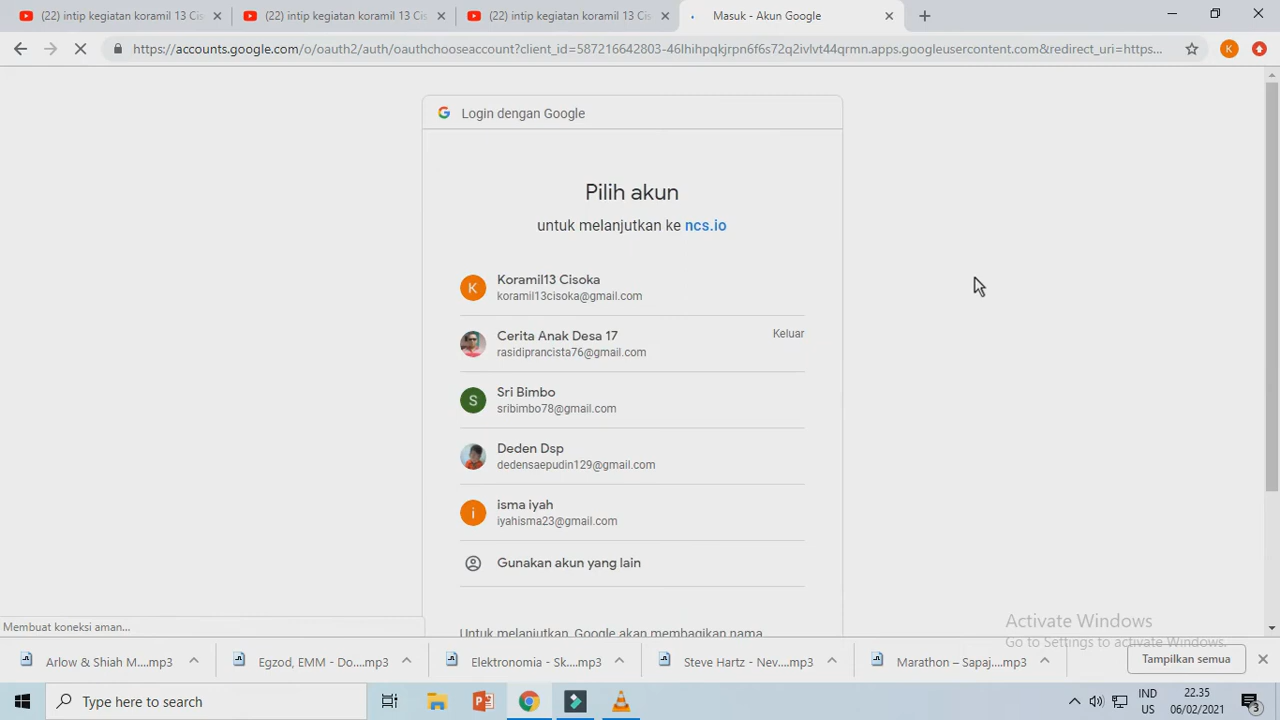 (22) intip kegiatan koramil 13 Cis
(22) intip kegiatan koramil 13 Cis
(22) intip kegiatan koramil 13 Cis
Masuk - Akun Google
https://accounts.google.com/o/oauth2/auth/oauthchooseaccount?client_id=587216642803-46lhihpqkjrpn6f6s72q2ivlvt44qrmn.apps.googleusercontent.com&redirect_uri=https...
K
Login dengan Google
Pilih akun
untuk melanjutkan ke ncs.io
K
Koramil13 Cisoka
koramil13cisoka@gmail.com
Cerita Anak Desa 17
Keluar
rasidiprancista76@gmail.com
S
Sri Bimbo
sribimbo78@gmail.com
Deden Dsp
dedensaepudin129@gmail.com
i
isma iyah
iyahisma23@gmail.com
Gunakan akun yang lain
Untuk melanjutkan, Google akan membagikan nama
Membuat koneksi aman...
Activate Windows
Go to Settings to activate Windows.
Arlow & Shiah M....mp3
Egzod, EMM - Do....mp3
Elektronomia - Sk....mp3
Steve Hartz - Nev....mp3
Marathon – Sapaj....mp3
Tampilkan semua
Type here to search
IND
US
22.35
06/02/2021
3